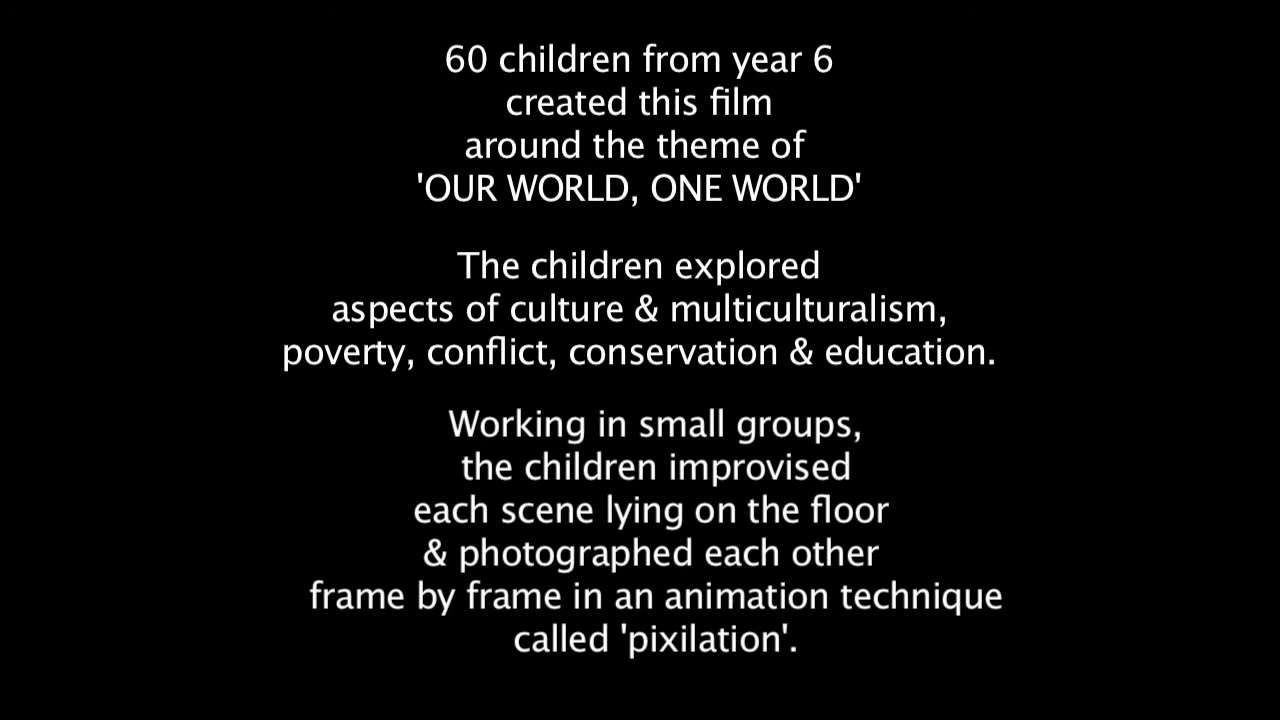 60 children from year 6
created this film
around the theme of
'OUR WORLD, ONE WORLD'
The children explored
aspects of culture & multiculturalism,
poverty, conflict, conservation & education.
Working in small groups,
the children improvised
each scene lying on the floor
& photographed each other
frame by frame in an animation technique
called 'pixilation'.